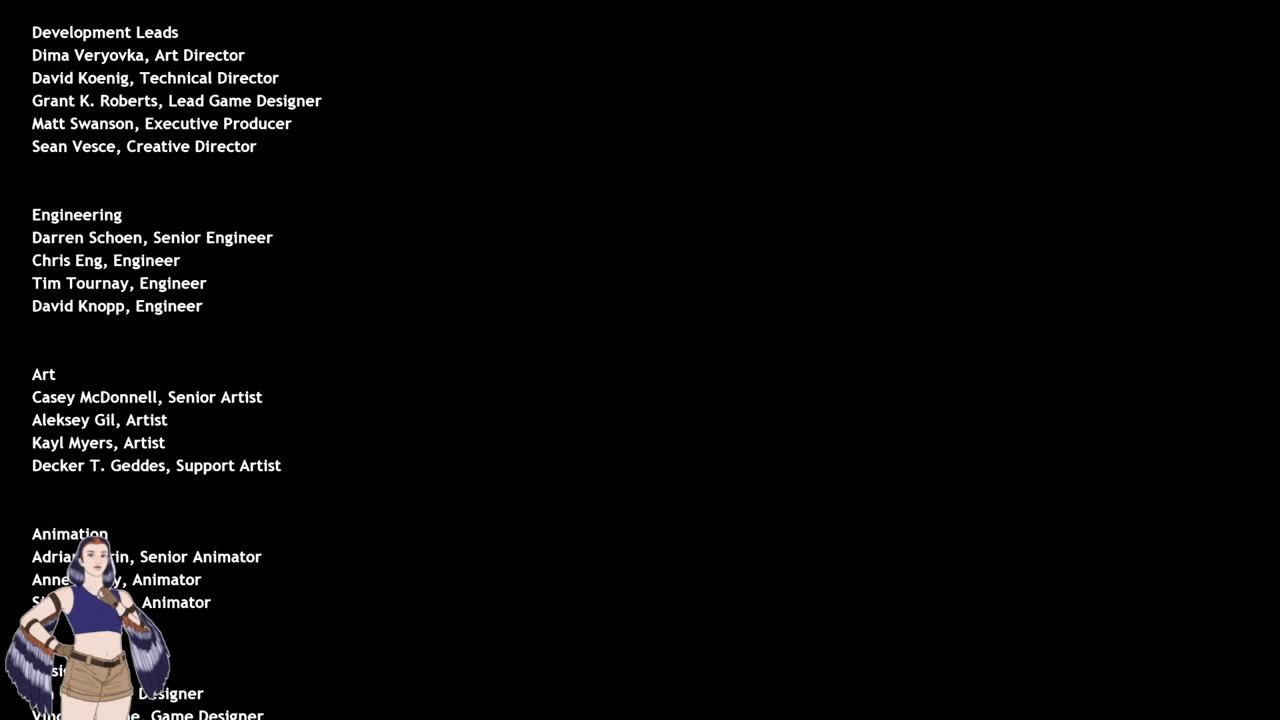 Development Leads
Dima Veryovka, Art Director
David Koenig, Technical Director
Grant K. Roberts, Lead Game Designer
Matt Swanson, Executive Producer
Sean Vesce, Creative Director
Engineering
Darren Schoen, Senior Engineer
Chris Eng, Engineer
Tim Tournay, Engineer
David Knopp, Engineer
Art
Casey McDonnell, Senior Artist
Aleksey Gil, Artist
Kayl Myers, Artist
Decker T. Geddes, Support Artist
Animation
Senior Animator
Animator
Animator
Designer
Game Designer